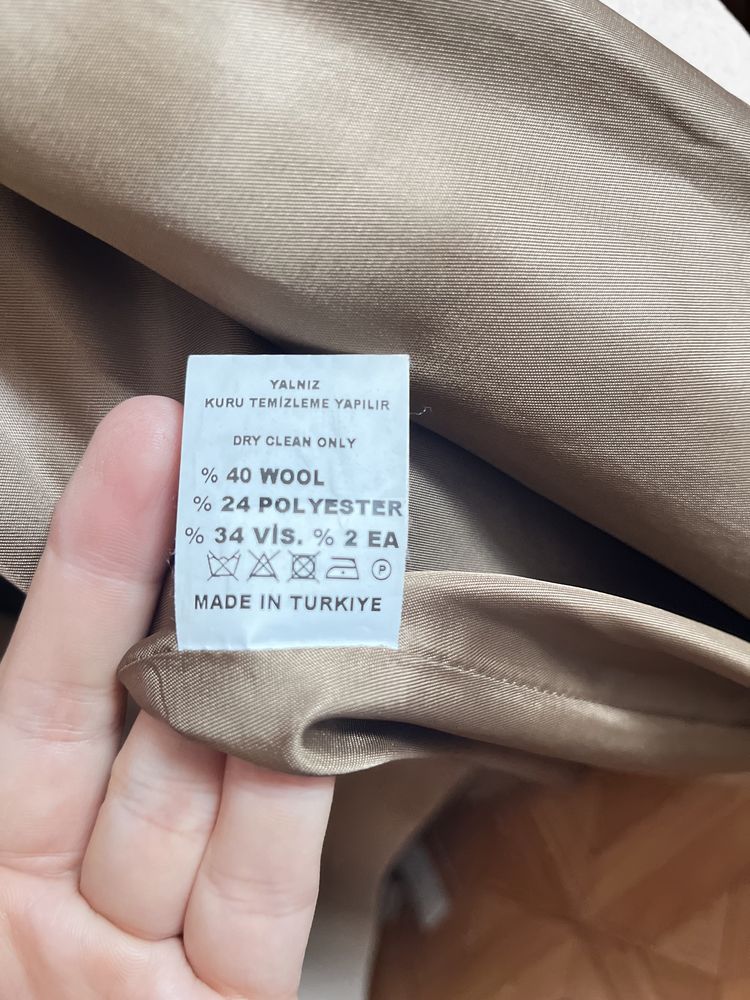 YALNIZ
KURU TEMİZLEME YAPILIR
DRY CLEAN ONLY
% 40 WOOL
% 24 POLYESTER
% 34 VİS. % 2 EA
P
MADE IN TURKIYE